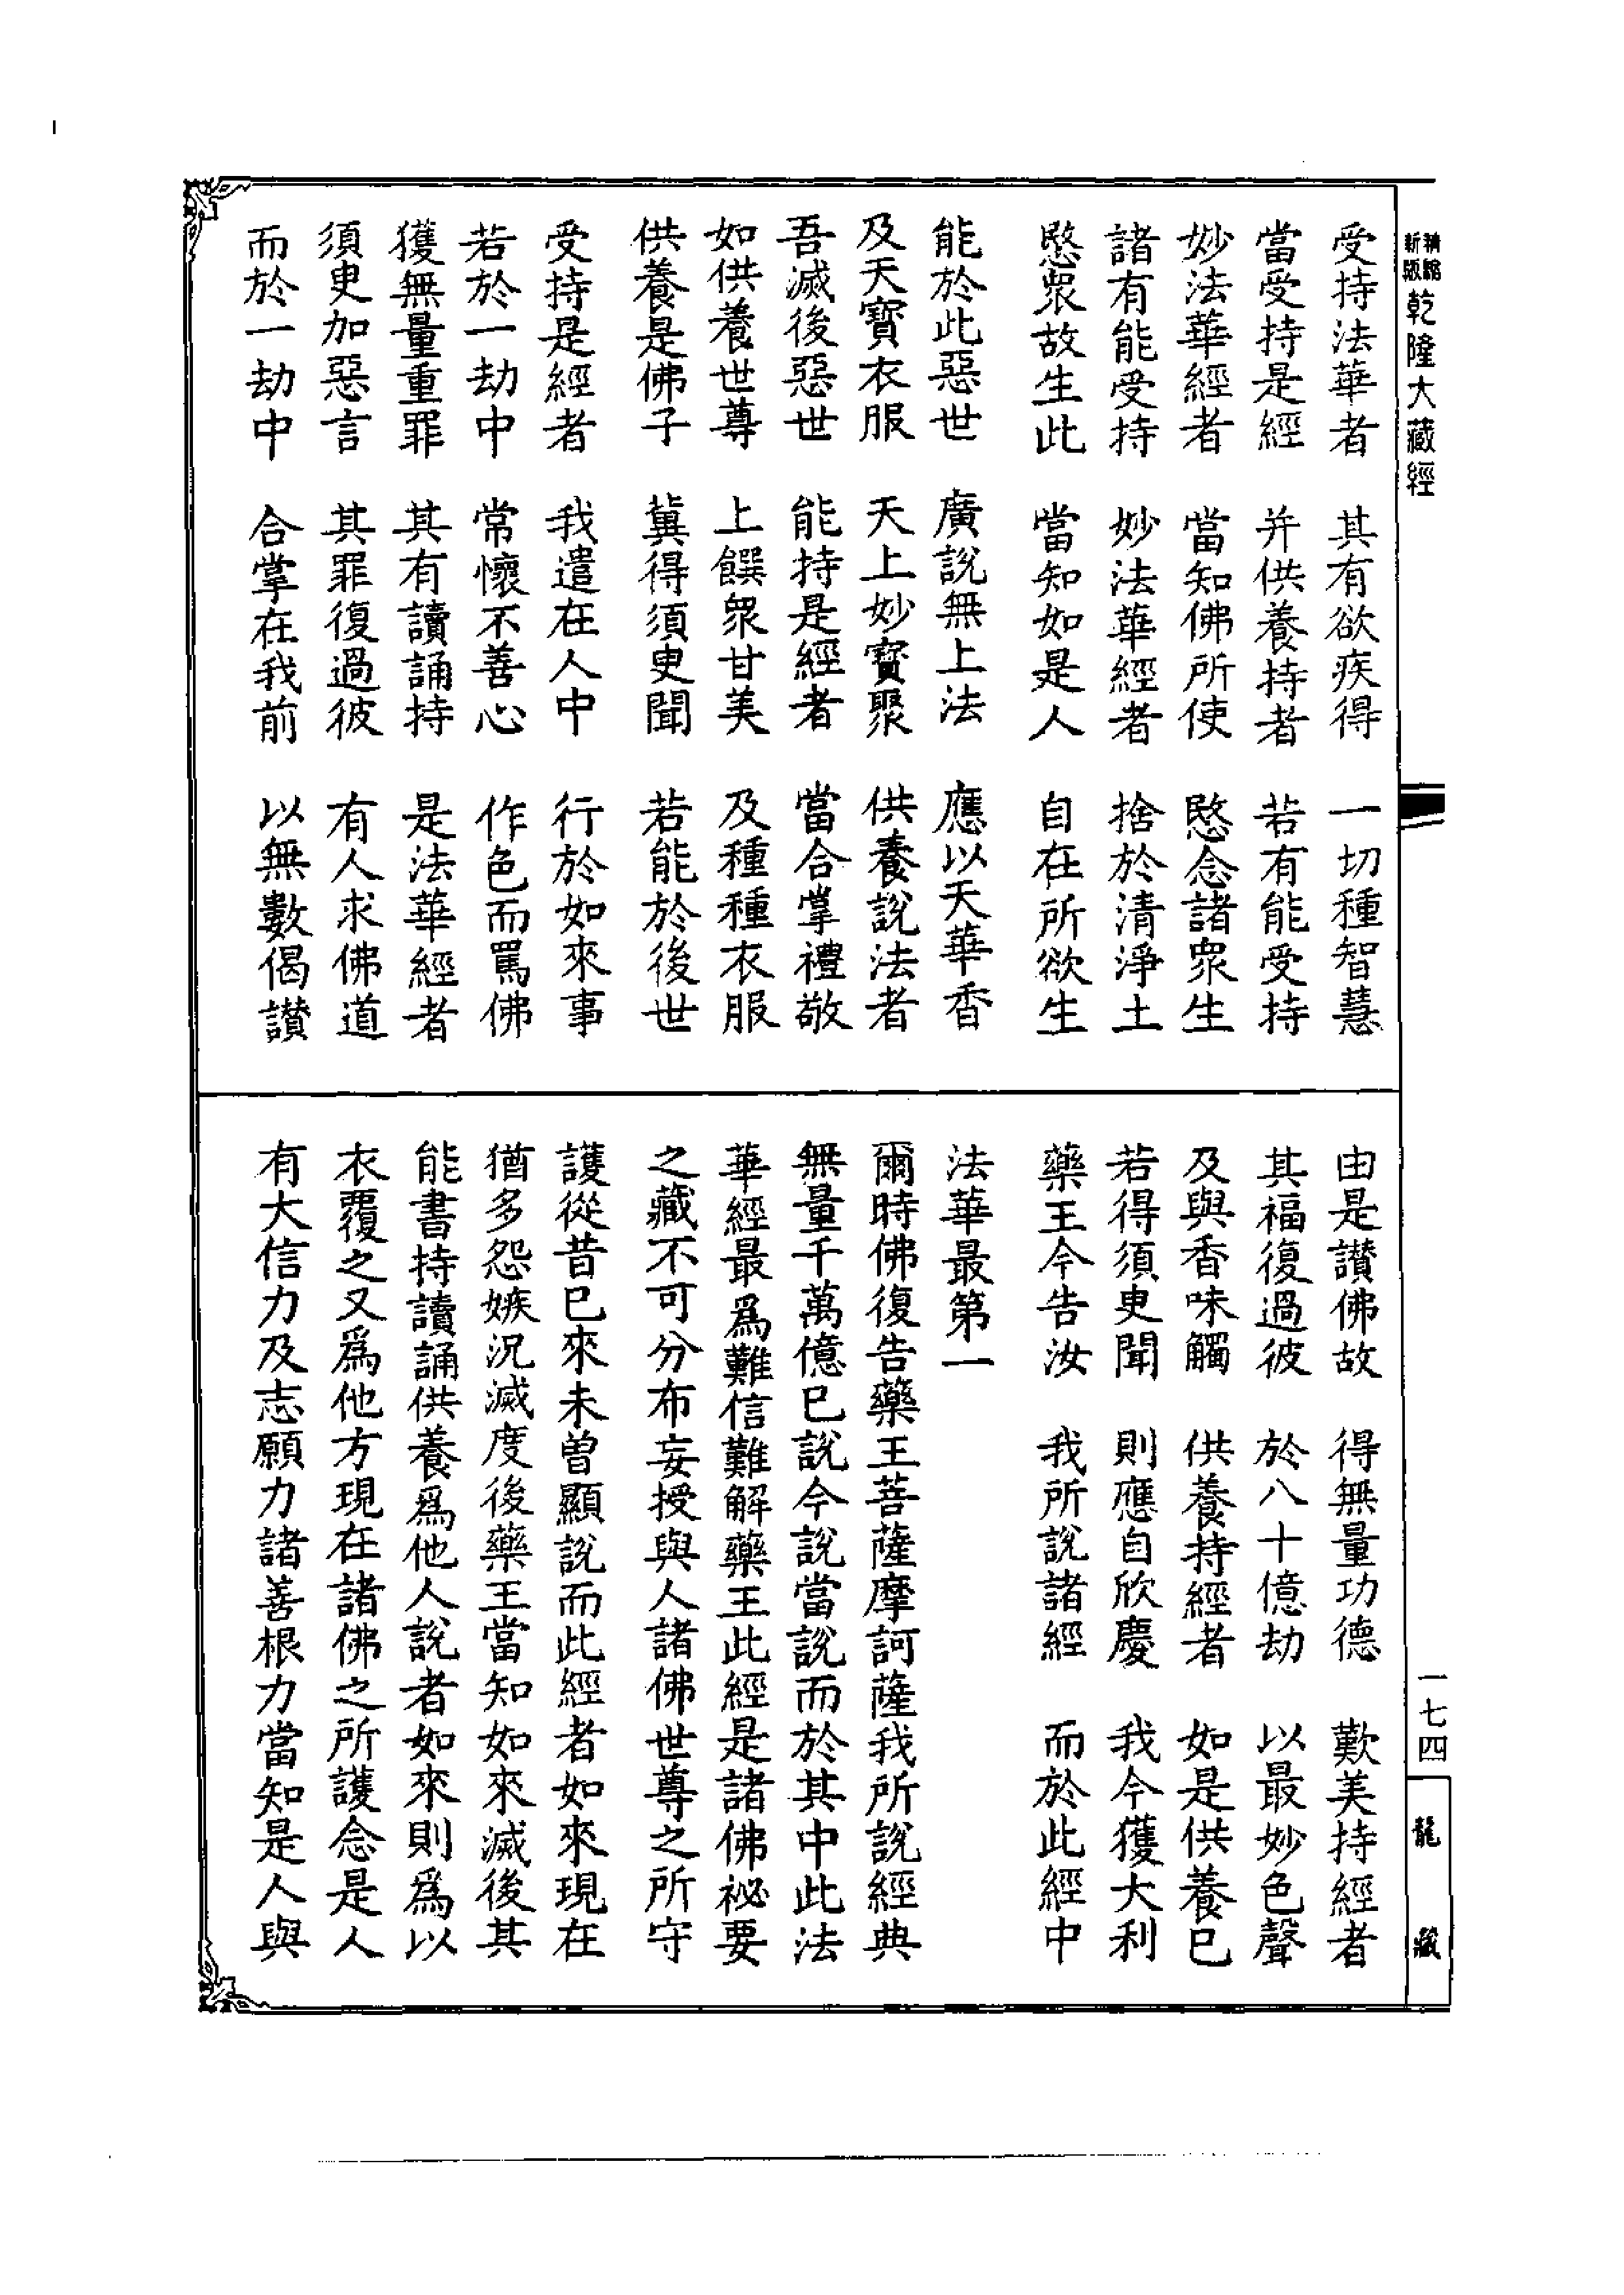 精縮新版乾隆大藏經
一七四
龍藏
受持法華者　其有欲疾得　一切種智慧
當受持是經　并供養持者　若有能受持
妙法華經者　當知佛所使　愍念諸衆生
諸有能受持　妙法華經者　捨於清淨土
愍衆故生此　當知如是人　自在所欲生
能於此惡世　廣說無上法　應以天華香
及天寶衣服　天上妙寶聚　供養說法者
吾滅後惡世　能持是經者　當合掌禮敬
如供養世尊　上饌衆甘美　及種種衣服
供養是佛子　冀得須臾聞　若能於後世
受持是經者　我遣在人中　行於如來事
若於一劫中　常懷不善心　作色而罵佛
獲無量重罪　其有讀誦持　是法華經者
須臾加惡言　其罪復過彼　有人求佛道
而於一劫中　合掌在我前　以無數偈讃
由是讃佛故　得無量功德　歎美持經者
其福復過彼　於八十億劫　以最妙色聲
及與香味觸　供養持經者　如是供養已
若得須臾聞　則應自欣慶　我今獲大利
藥王今告汝　我所說諸經　而於此經中
法華最第一
爾時佛復告藥王菩薩摩訶薩我所說經典
無量千萬億已說今說當說而於其中此法
華經最爲難信難解藥王此經是諸佛祕要
之藏不可分布妄授與人諸佛世尊之所守
護從昔已來未曾顯說而此經者如來現在
猶多怨嫉況滅度後藥王當知如來滅後其
能書持讀誦供養爲他人說者如來則爲以
衣覆之又爲他方現在諸佛之所護念是人
有大信力及志願力諸善根力當知是人與